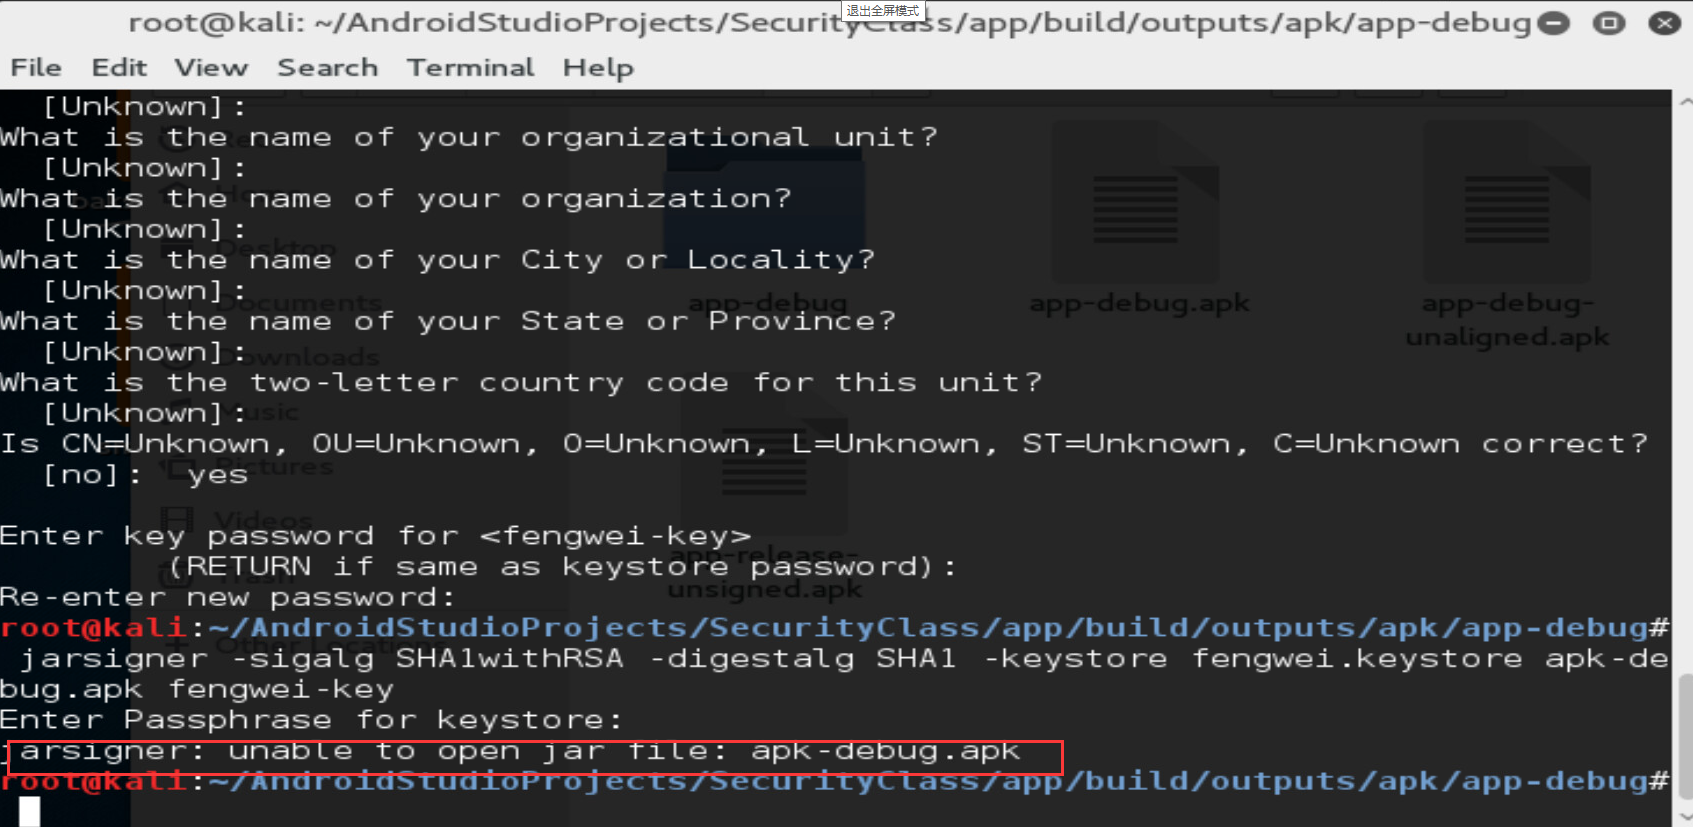 退出全屏模式
root@kali: ~/AndroidStudioProjects/SecurityClass/app/build/outputs/apk/app-debug
File Edit View Search Terminal Help
[Unknown]:
What is the name of your organizational unit?
[Unknown]:
What is the name of your organization?
[Unknown]:
What is the name of your City or Locality?
[Unknown]:
What is the name of your State or Province?
[Unknown]:
What is the two-letter country code for this unit?
[Unknown]:
Is CN=Unknown, OU=Unknown, O=Unknown, L=Unknown, ST=Unknown, C=Unknown correct?
[no]: yes
Enter key password for <fengwei-key>
(RETURN if same as keystore password):
Re-enter new password:
root@kali:~/AndroidStudioProjects/SecurityClass/app/build/outputs/apk/app-debug#
jarsigner -sigalg SHA1withRSA -digestalg SHA1 -keystore fengwei.keystore apk-de
bug.apk fengwei-key
Enter Passphrase for keystore:
jarsigner: unable to open jar file: apk-debug.apk
root@kali:~/AndroidStudioProjects/SecurityClass/app/build/outputs/apk/app-debug#
Home
Desktop
Documents
Downloads
Music
Pictures
Videos
Trash
Other Locations
app-debug
app-debug.apk
app-debug-
unaligned.apk
app-release-
unsigned.apk